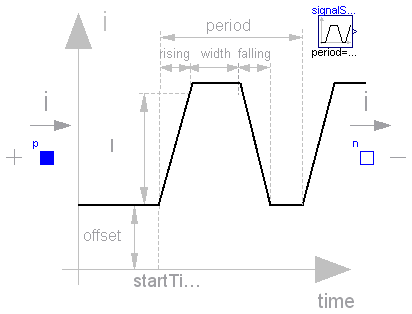 signalS...
i
period
period=...
rising width falling
i
i
p
I
n
+
−
offset
startTi...
time